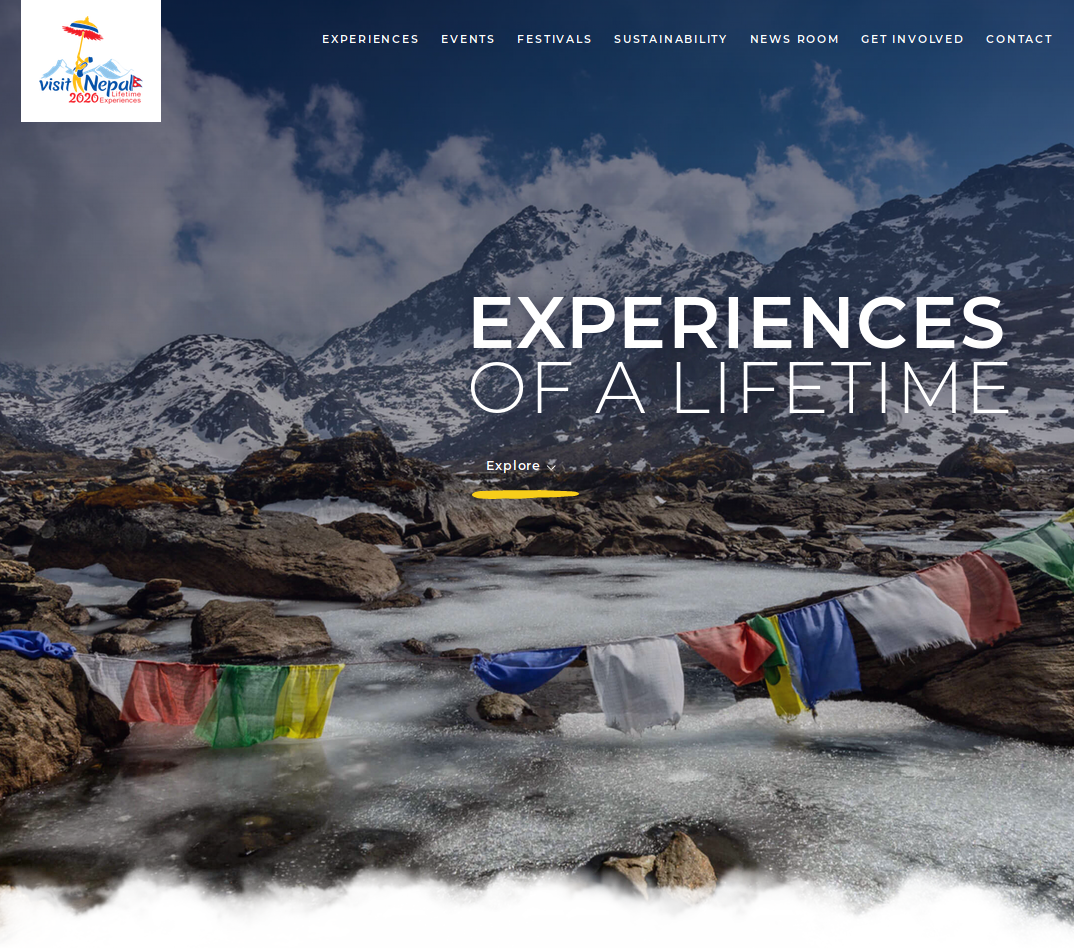 visit Nepal
2020 Lifetime Experiences
EXPERIENCES EVENTS FESTIVALS SUSTAINABILITY NEWS ROOM GET INVOLVED CONTACT
EXPERIENCES
OF A LIFETIME
Explore